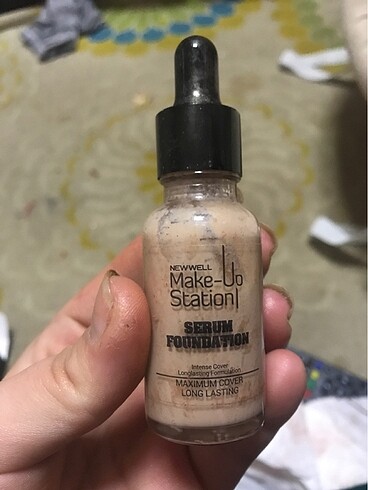 NEWWELL
Make-Up
Station
SERUM
FOUNDATION
Intense Cover
Longlasting Formulation
MAXIMUM COVER
LONG LASTING